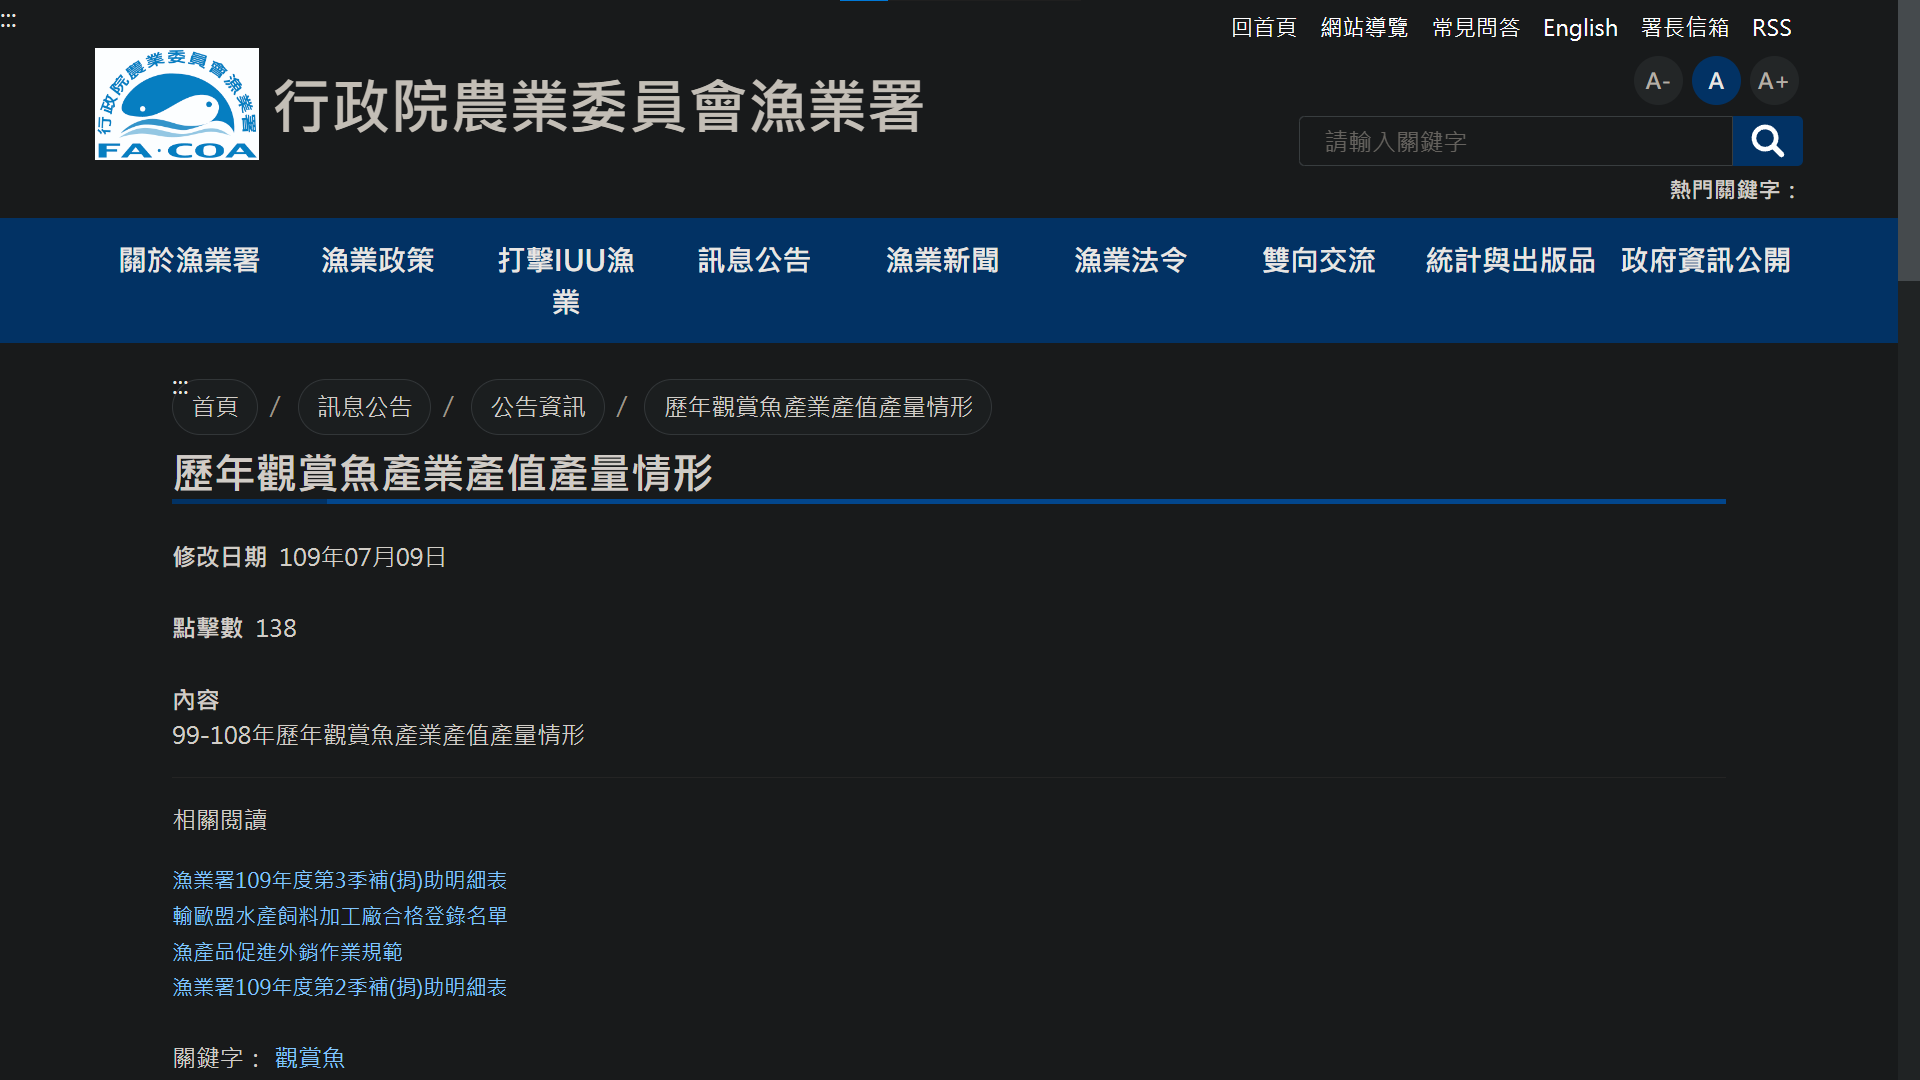 :::
回首頁 網站導覽 常見問答 English 署長信箱 RSS
行政院農業委員會漁業署
FA·COA
行政院農業委員會漁業署
A- A A+
請輸入關鍵字
熱門關鍵字：
關於漁業署 漁業政策 打擊IUU漁業 訊息公告 漁業新聞 漁業法令 雙向交流 統計與出版品 政府資訊公開
:::
首頁 / 訊息公告 / 公告資訊 / 歷年觀賞魚產業產值產量情形
歷年觀賞魚產業產值產量情形
修改日期 109年07月09日
點擊數 138
內容
99-108年歷年觀賞魚產業產值產量情形
相關閱讀
漁業署109年度第3季補(捐)助明細表
輸歐盟水產飼料加工廠合格登錄名單
漁產品促進外銷作業規範
漁業署109年度第2季補(捐)助明細表
關鍵字： 觀賞魚